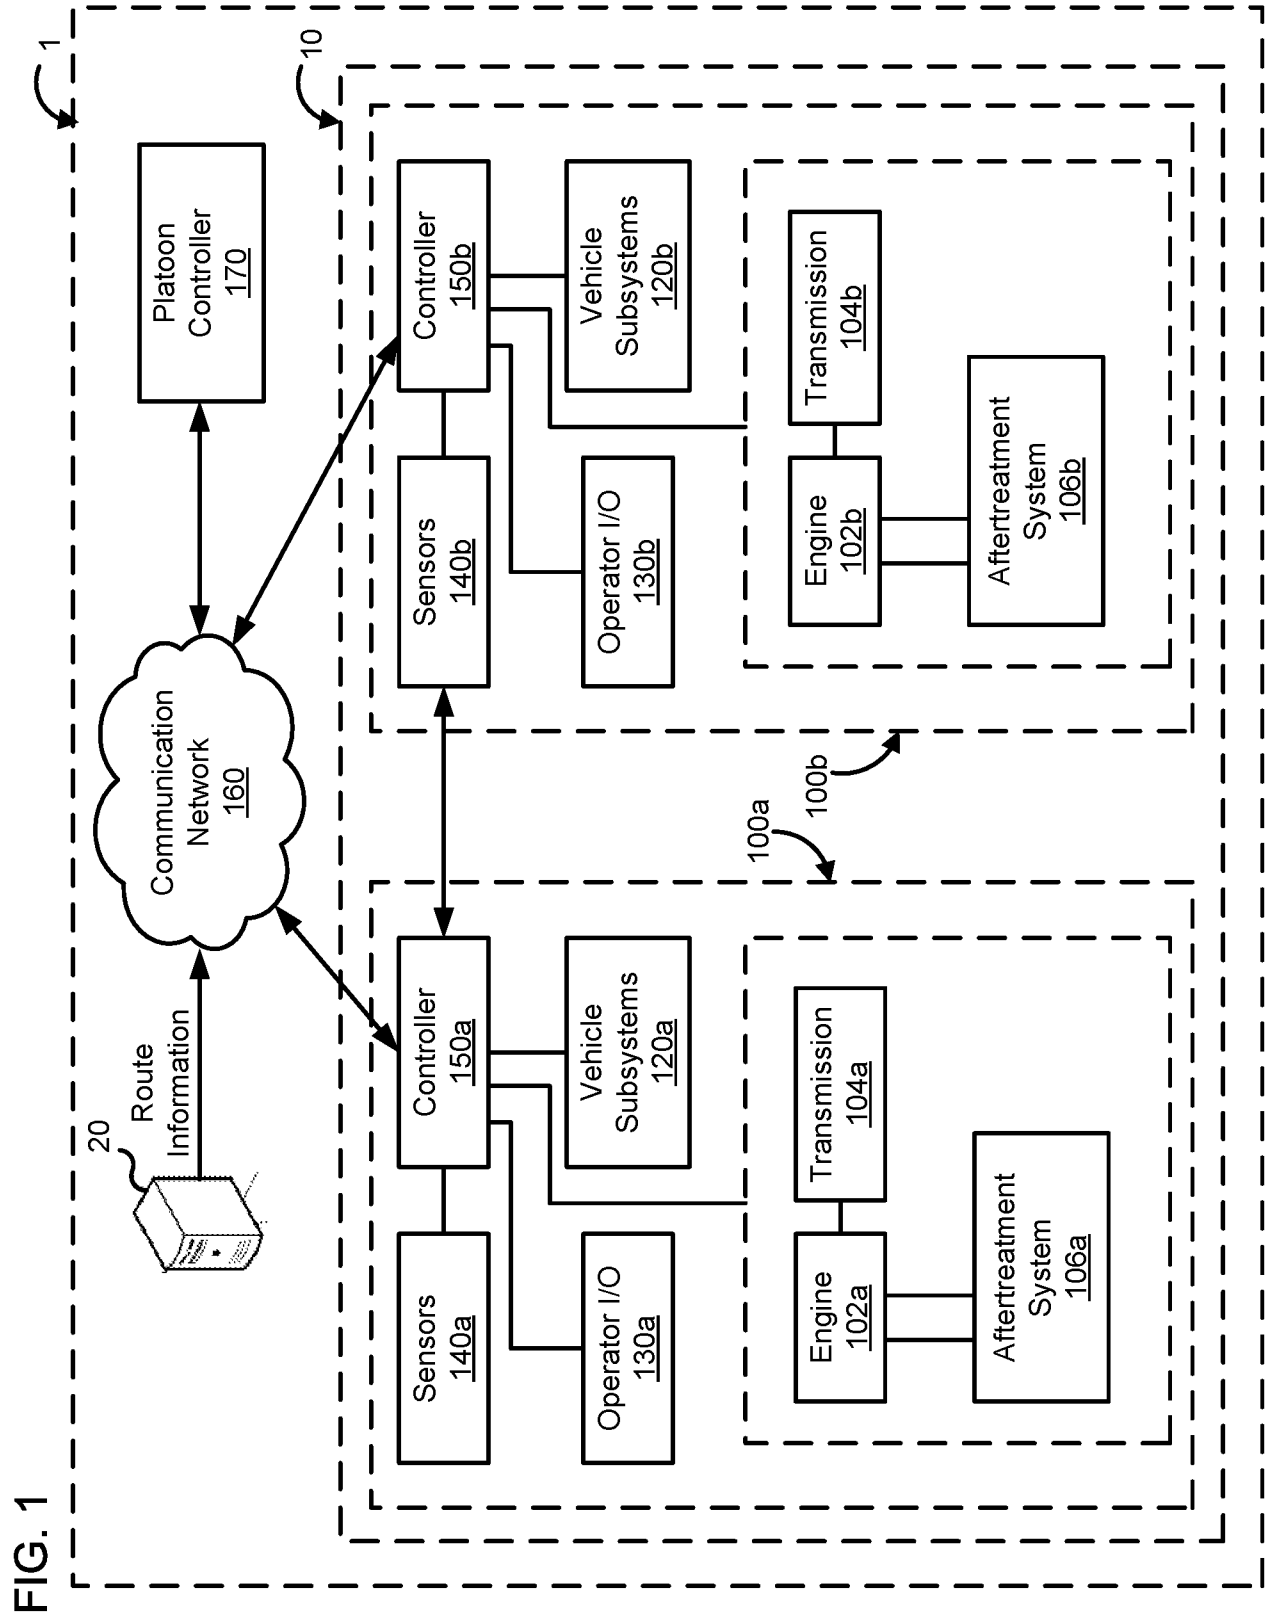 FIG. 1
1
20
Route
Information
Communication
Network
160
Platoon
Controller
170
10
Sensors
140a
Controller
150a
Sensors
140b
Controller
150b
Operator I/O
130a
Vehicle
Subsystems
120a
Operator I/O
130b
Vehicle
Subsystems
120b
100a
100b
Engine
102a
Transmission
104a
Engine
102b
Transmission
104b
Aftertreatment
System
106a
Aftertreatment
System
106b